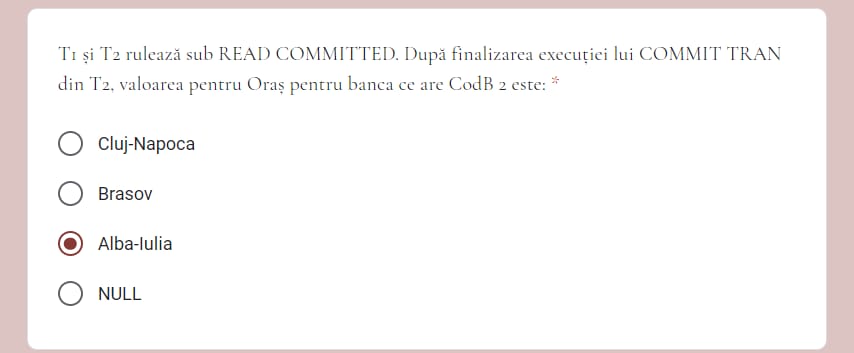 T1 și T2 rulează sub READ COMMITTED. După finalizarea execuției lui COMMIT TRAN
din T2, valoarea pentru Oraș pentru banca ce are CodB 2 este: *
Cluj-Napoca
Brasov
Alba-Iulia
NULL